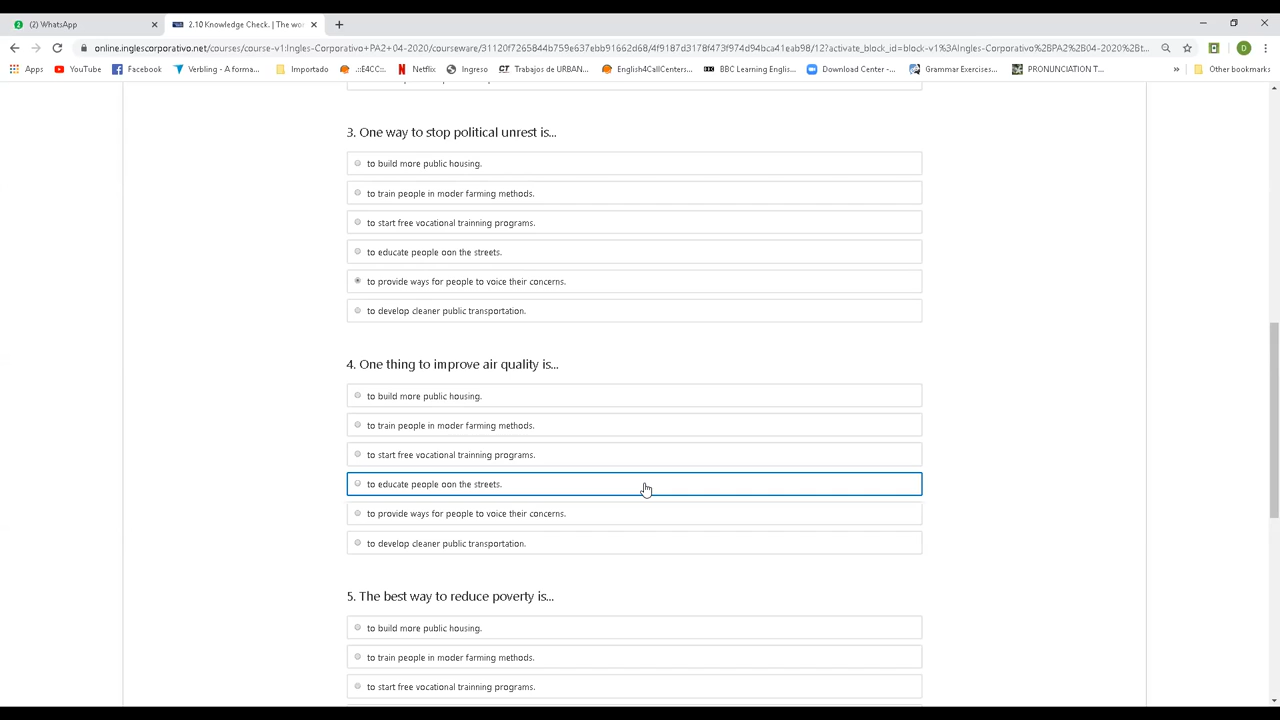 (2) WhatsApp
2.10 Knowledge Check. | The wo
online.inglescorporativo.net/courses/course-v1:Ingles-Corporativo+PA2+04-2020/courseware/31120f7265844b759e637ebb91662d68/4f9187d3178f473f974d94bca41eab98/12?activate_block_id=block-v1%3AIngles-Corporativo%2BPA2%2B04-2020%2Bt...
Apps YouTube Facebook Verbling - A forma... Importado .::E4CC::. Netflix Ingreso Trabajos de URBAN... English4CallCenters... BBC Learning Englis... Download Center -... Grammar Exercises... PRONUNCIATION T... » Other bookmarks
3. One way to stop political unrest is...
to build more public housing.
to train people in moder farming methods.
to start free vocational trainning programs.
to educate people oon the streets.
to provide ways for people to voice their concerns.
to develop cleaner public transportation.
4. One thing to improve air quality is...
to build more public housing.
to train people in moder farming methods.
to start free vocational trainning programs.
to educate people oon the streets.
to provide ways for people to voice their concerns.
to develop cleaner public transportation.
5. The best way to reduce poverty is...
to build more public housing.
to train people in moder farming methods.
to start free vocational trainning programs.